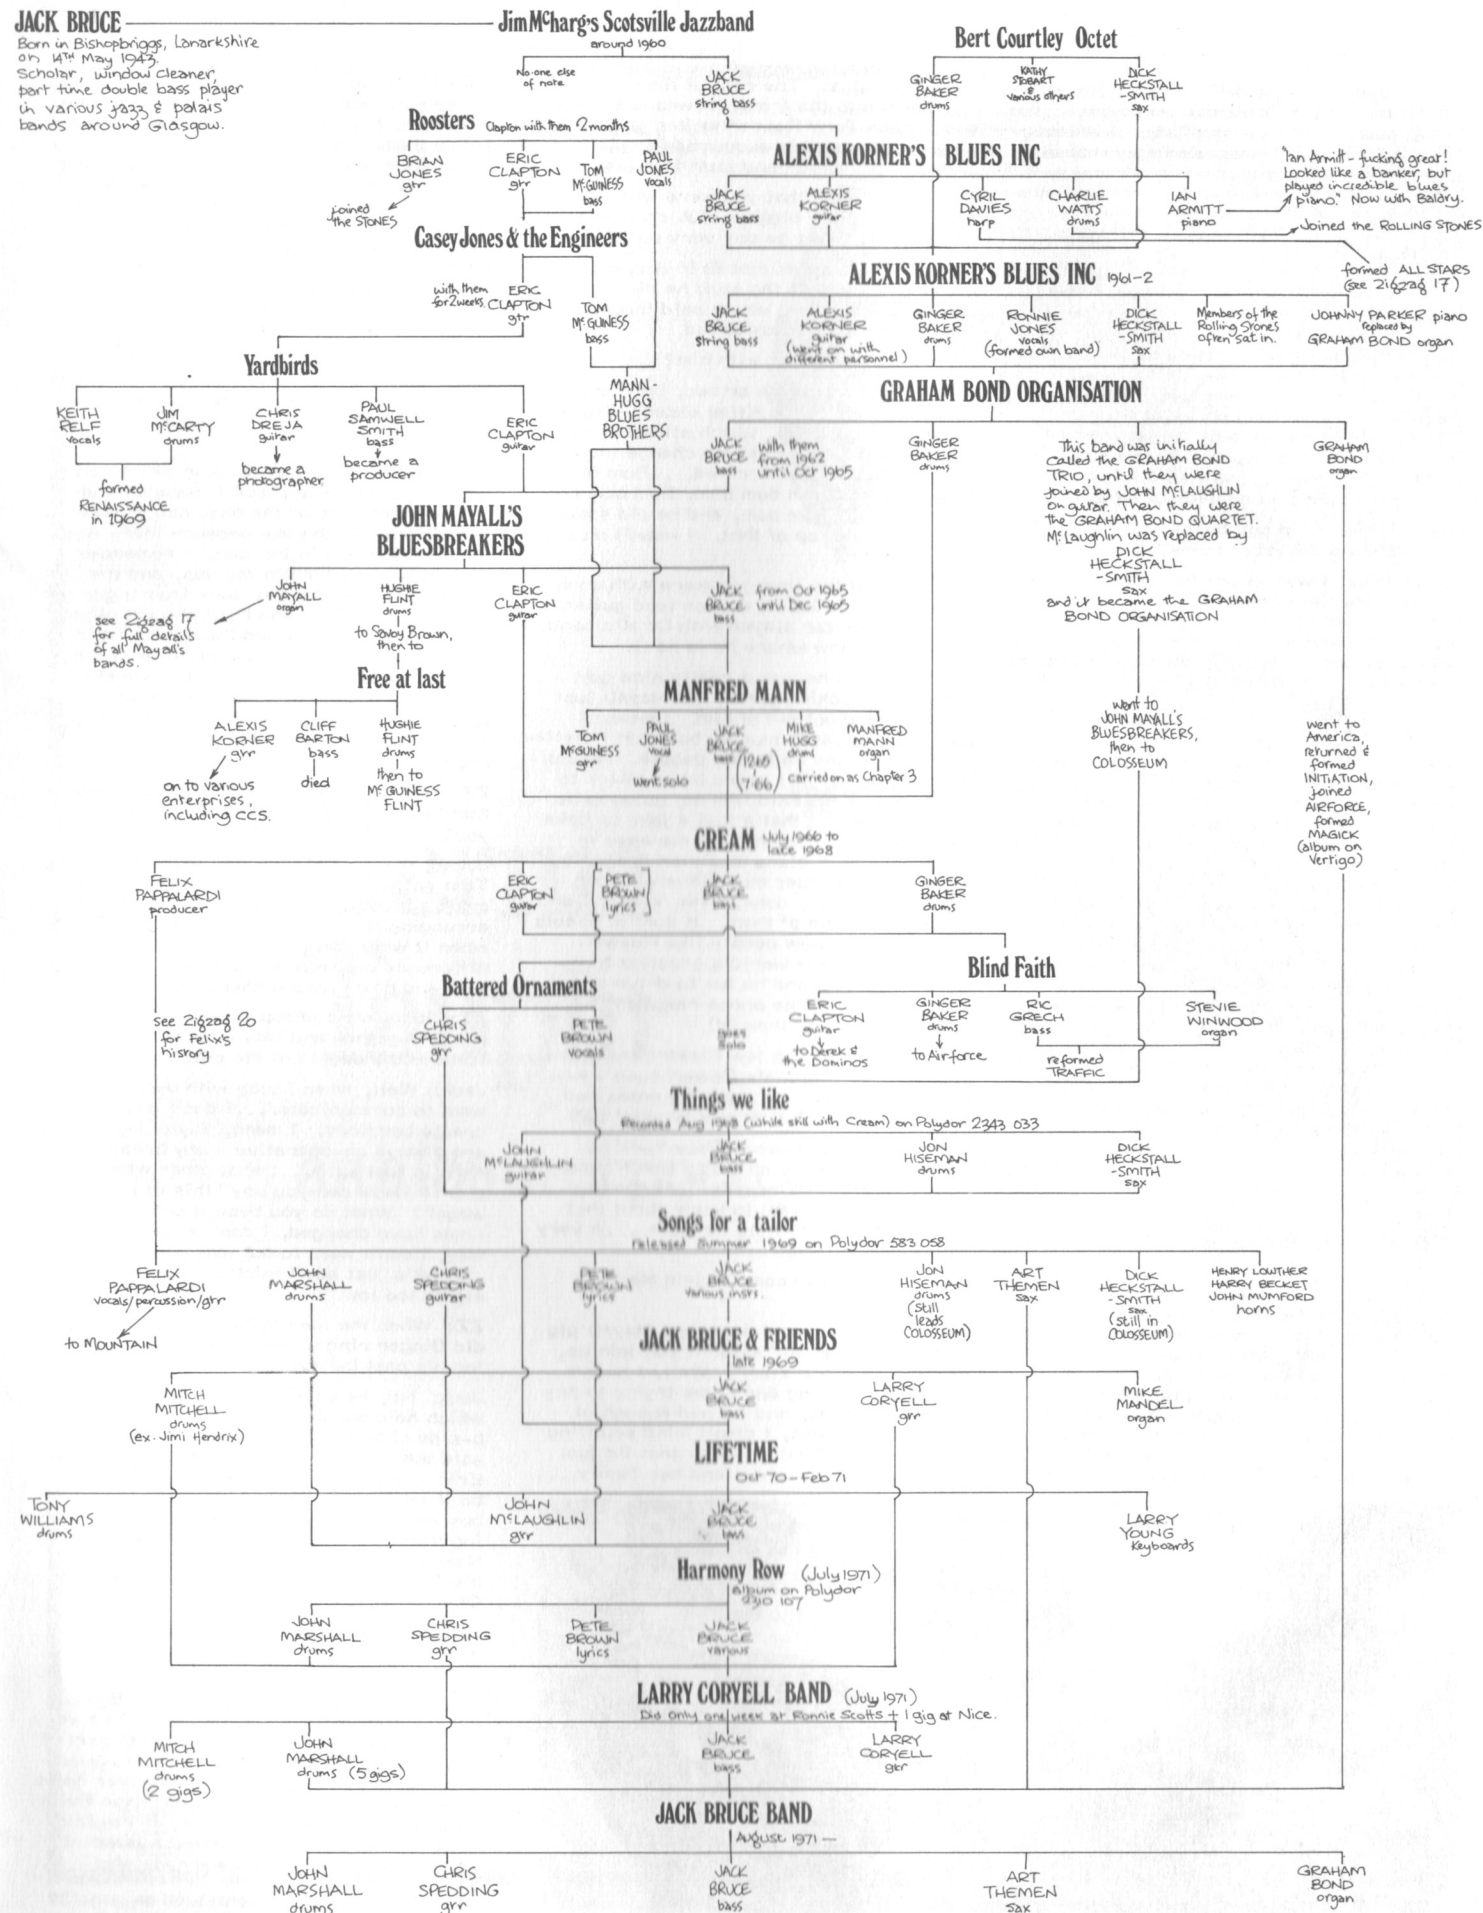 JACK BRUCE
Born in Bishopbriggs, Lanarkshire
on 14TH May 1943.
Scholar, window cleaner,
part time double bass player
in various jazz & palais
bands around Glasgow.
Jim McHarg's Scotsville Jazzband
around 1960
No-one else
of note
JACK
BRUCE
string bass
Bert Courtley Octet
GINGER
BAKER
drums
KATHY
STOBART
&
various others
DICK
HECKSTALL
-SMITH
sax
Roosters Clapton with them 2 months
BRIAN
JONES
gtr
joined
the STONES
ERIC
CLAPTON
gtr
TOM
McGUINESS
bass
PAUL
JONES
vocals
ALEXIS KORNER'S BLUES INC
JACK
BRUCE
string bass
ALEXIS
KORNER
guitar
CYRIL
DAVIES
harp
CHARLIE
WATTS
drums
IAN
ARMITT
piano
"Ian Armitt - fucking great!
Looked like a banker, but
played incredible blues
piano." Now with Baldry.
Joined the ROLLING STONES
formed ALL STARS
(see zigzag 17)
Casey Jones & the Engineers
with them
for 2 weeks.
ERIC
CLAPTON
gtr
TOM
McGUINESS
bass
ALEXIS KORNER'S BLUES INC 1961-2
JACK
BRUCE
string bass
ALEXIS
KORNER
guitar
(went on with
different personnel)
GINGER
BAKER
drums
RONNIE
JONES
vocals
(formed own band)
DICK
HECKSTALL
-SMITH
sax
Members of the
Rolling Stones
often sat in.
JOHNNY PARKER piano
replaced by
GRAHAM BOND organ
Yardbirds
KEITH
RELF
vocals
JIM
McCARTY
drums
formed
RENAISSANCE
in 1969
CHRIS
DREJA
guitar
became a
photographer
PAUL
SAMWELL
SMITH
bass
became a
producer
ERIC
CLAPTON
guitar
MANN-
HUGG
BLUES
BROTHERS
GRAHAM BOND ORGANISATION
JACK
BRUCE
bass
with them
from 1962
until Oct 1965
GINGER
BAKER
drums
This band was initially
called the GRAHAM BOND
TRIO, until they were
joined by JOHN McLAUGHLIN
on guitar. Then they were
the GRAHAM BOND QUARTET.
McLaughlin was replaced by
DICK
HECKSTALL
-SMITH
sax
and it became the GRAHAM
BOND ORGANISATION
GRAHAM
BOND
organ
JOHN MAYALL'S
BLUESBREAKERS
JOHN
MAYALL
organ
see zigzag 17
for full details
of all Mayall's
bands.
HUGHIE
FLINT
drums
to Savoy Brown,
then to
ERIC
CLAPTON
guitar
JACK
BRUCE
bass
from Oct 1965
until Dec 1965
Free at last
ALEXIS
KORNER
gtr
on to various
enterprises,
including CCS.
CLIFF
BARTON
bass
died
HUGHIE
FLINT
drums
then to
McGUINESS
FLINT
MANFRED MANN
TOM
McGUINESS
gtr
PAUL
JONES
vocal
went solo
JACK
BRUCE
bass
(12.65
7.66)
MIKE
HUGG
drums
MANFRED
MANN
organ
carried on as Chapter 3
went to
JOHN MAYALL'S
BLUESBREAKERS,
then to
COLOSSEUM
went to
America,
returned &
formed
INITIATION,
joined
AIRFORCE,
formed
MAGICK
(album on
Vertigo)
CREAM July 1966 to
late 1968
FELIX
PAPPALARDI
producer
ERIC
CLAPTON
guitar
[PETE
BROWN
lyrics]
JACK
BRUCE
bass
GINGER
BAKER
drums
see zigzag 20
for Felix's
history
Battered Ornaments
CHRIS
SPEDDING
gtr
PETE
BROWN
vocals
goes
solo
Blind Faith
ERIC
CLAPTON
guitar
to Derek &
the Dominos
GINGER
BAKER
drums
to Airforce
RIC
GRECH
bass
STEVIE
WINWOOD
organ
reformed
TRAFFIC
Things we like
Recorded Aug 1968 (while still with Cream) on Polydor 2343 033
JOHN
McLAUGHLIN
guitar
JACK
BRUCE
bass
JON
HISEMAN
drums
DICK
HECKSTALL
-SMITH
sax
Songs for a tailor
Released Summer 1969 on Polydor 583 058
FELIX
PAPPALARDI
vocals/percussion/gtr
to MOUNTAIN
JOHN
MARSHALL
drums
CHRIS
SPEDDING
guitar
PETE
BROWN
lyrics
JACK
BRUCE
various instr.
JON
HISEMAN
drums
(still
leads
COLOSSEUM)
ART
THEMEN
sax
DICK
HECKSTALL
-SMITH
sax
(still in
COLOSSEUM)
HENRY LOWTHER
HARRY BECKET
JOHN MUMFORD
horns
JACK BRUCE & FRIENDS
late 1969
MITCH
MITCHELL
drums
(ex. Jimi Hendrix)
JACK
BRUCE
bass
LARRY
CORYELL
gtr
MIKE
MANDEL
organ
LIFETIME
Oct 70 - Feb 71
TONY
WILLIAMS
drums
JOHN
McLAUGHLIN
gtr
JACK
BRUCE
bass
LARRY
YOUNG
keyboards
Harmony Row (July 1971)
album on Polydor
2310 107
JOHN
MARSHALL
drums
CHRIS
SPEDDING
gtr
PETE
BROWN
lyrics
JACK
BRUCE
various
LARRY CORYELL BAND (July 1971)
Did only one week at Ronnie Scotts + 1 gig at Nice.
MITCH
MITCHELL
drums
(2 gigs)
JOHN
MARSHALL
drums (5 gigs)
JACK
BRUCE
bass
LARRY
CORYELL
gtr
JACK BRUCE BAND
August 1971 —
JOHN
MARSHALL
drums
CHRIS
SPEDDING
gtr
JACK
BRUCE
bass
ART
THEMEN
sax
GRAHAM
BOND
organ